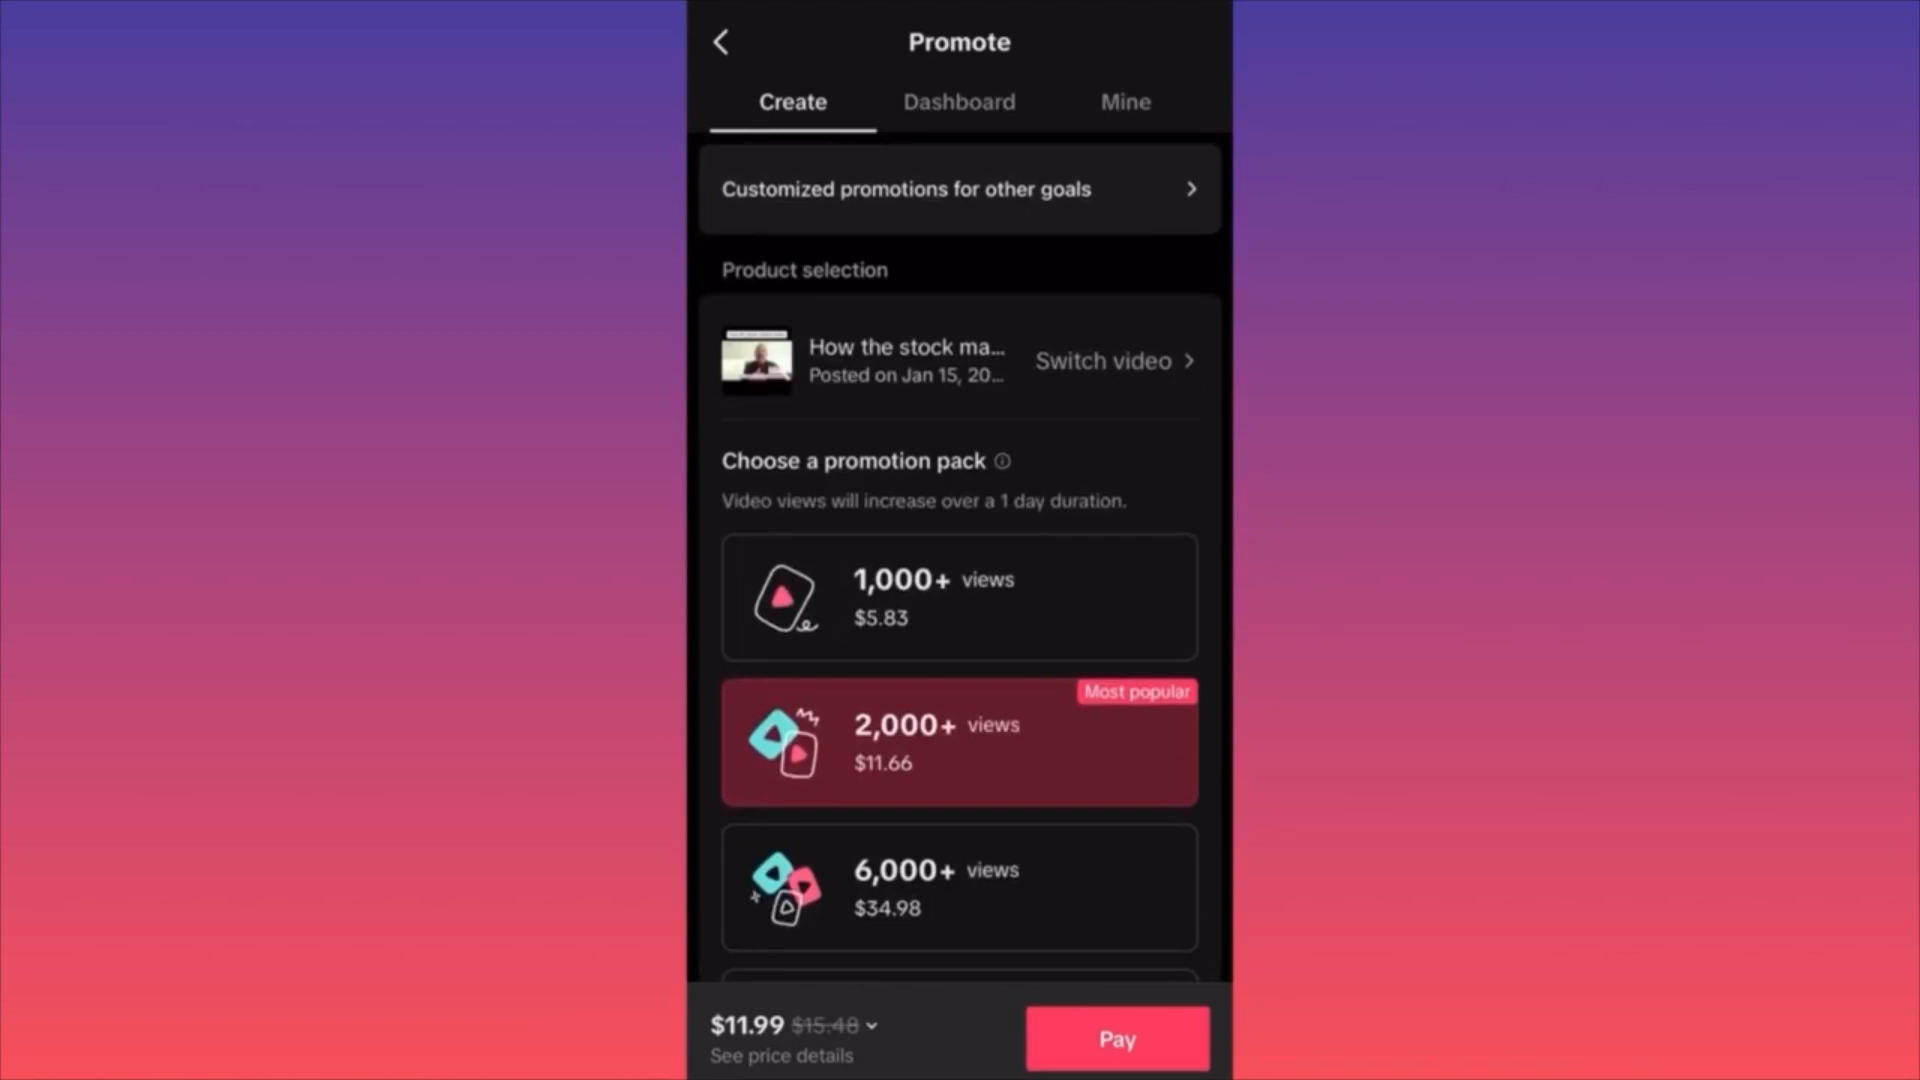 Promote
Create Dashboard Mine
Customized promotions for other goals
Product selection
How the stock ma...
Posted on Jan 15, 20...
Switch video
Choose a promotion pack
Video views will increase over a 1 day duration.
1,000+ views
$5.83
Most popular
2,000+ views
$11.66
6,000+ views
$34.98
$11.99 $15.48
See price details
Pay